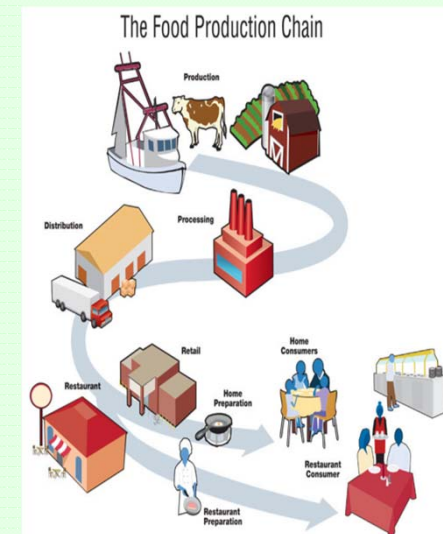 The Food Production Chain
Production
Processing
Distribution
Retail
Restaurant
Home
Preparation
Home
Consumers
Restaurant
Preparation
Restaurant
Consumer